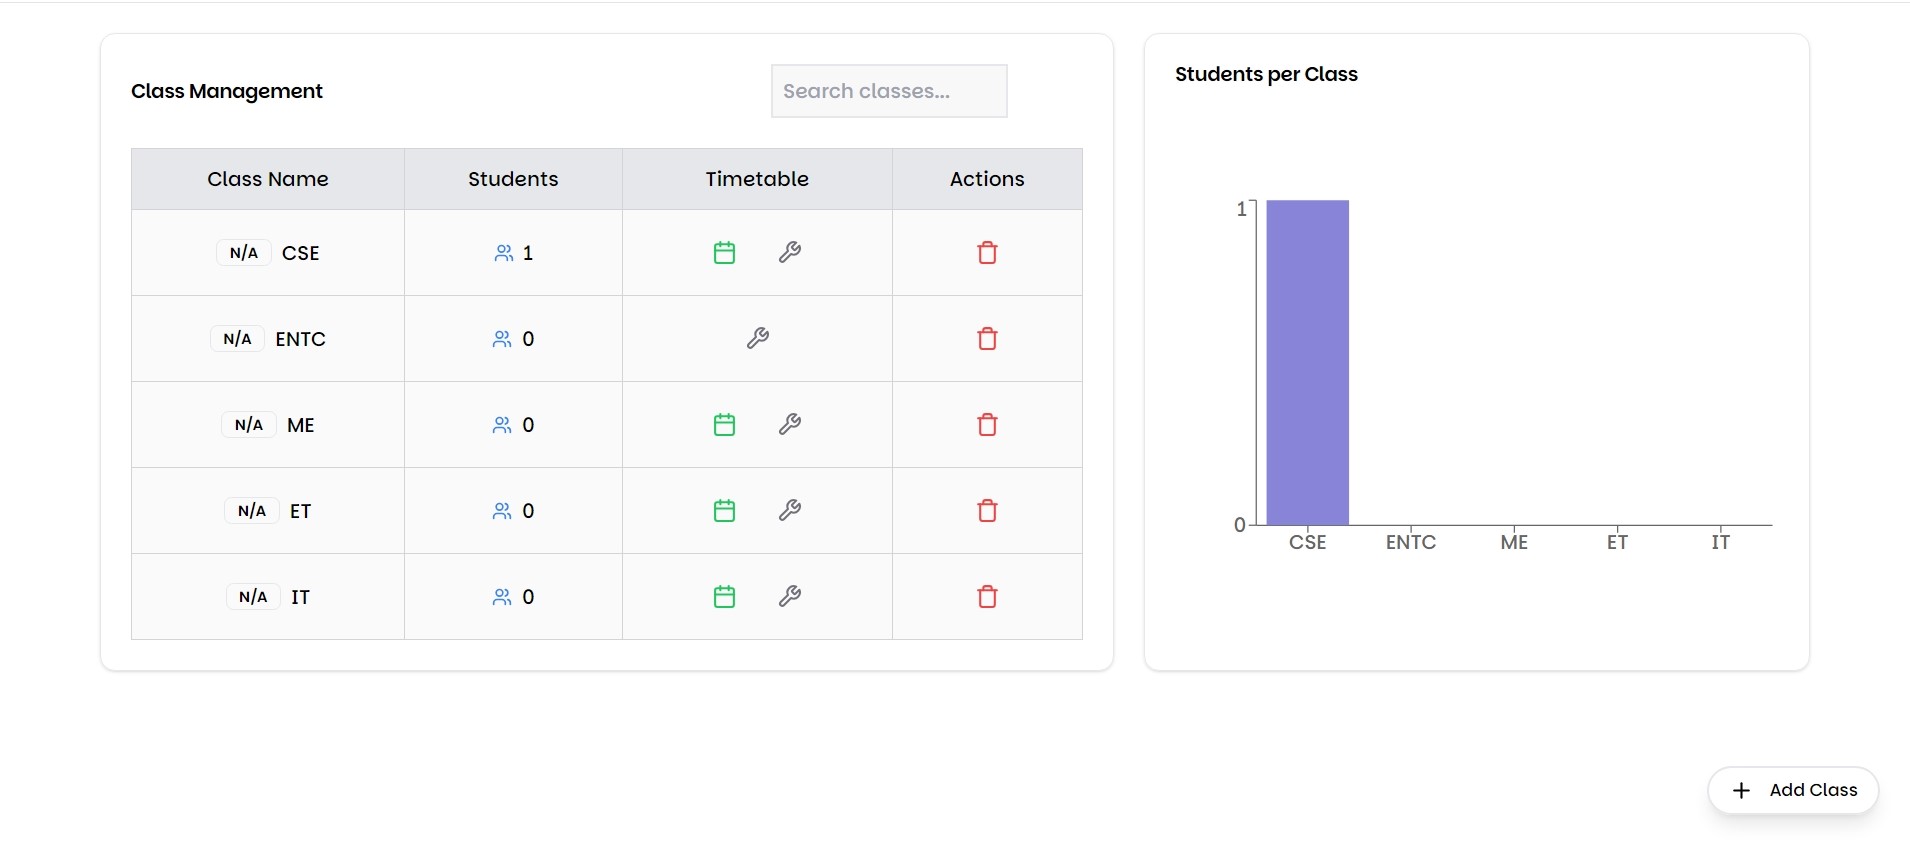 Class Management
Search classes...
Class Name Students Timetable Actions
N/A CSE 1
N/A ENTC 0
N/A ME 0
N/A ET 0
N/A IT 0
Students per Class
1
0
CSE ENTC ME ET IT
Add Class